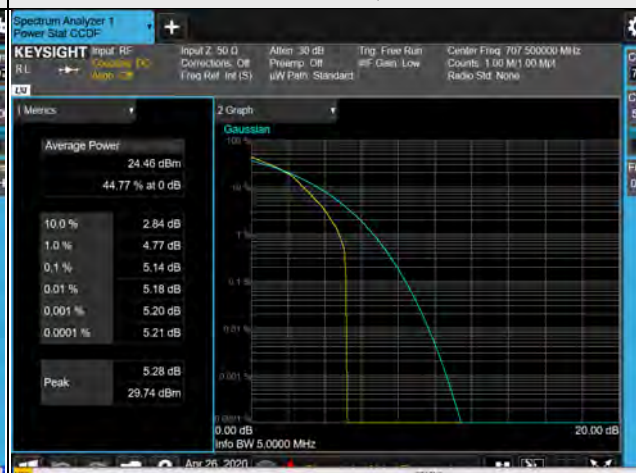 Spectrum Analyzer 1
Power Stat CCDF
+
KEYSIGHT
Input: RF
Coupling: DC
Align: Off
Input Z: 50 Ω
Corrections: Off
Freq Ref: Int (S)
Atten: 30 dB
Preamp: Off
µW Path: Standard
Trig: Free Run
#IF Gain: Low
Center Freq: 707.500000 MHz
Counts: 1.00 M/1.00 Mpt
Radio Std: None
R L
LXI
1 Metrics
2 Graph
Gaussian
Average Power
24.46 dBm
44.77 % at 0 dB
10.0 % 2.84 dB
1.0 % 4.77 dB
0.1 % 5.14 dB
0.01 % 5.18 dB
0.001 % 5.20 dB
0.0001 % 5.21 dB
Peak
5.28 dB
29.74 dBm
100 %
10 %
1 %
0.1 %
0.01 %
0.001 %
0.0001 %
0.00 dB
20.00 dB
Info BW 5.0000 MHz
Apr 26, 2020